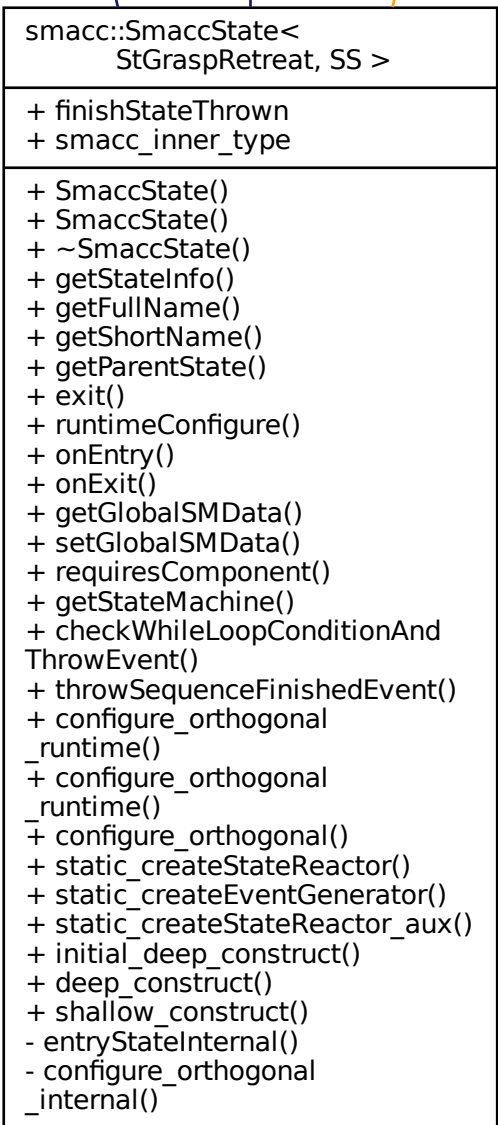 smacc::SmaccState<
StGraspRetreat, SS >
+ finishStateThrown
+ smacc_inner_type
+ SmaccState()
+ SmaccState()
+ ~SmaccState()
+ getStateInfo()
+ getFullName()
+ getShortName()
+ getParentState()
+ exit()
+ runtimeConfigure()
+ onEntry()
+ onExit()
+ getGlobalSMData()
+ setGlobalSMData()
+ requiresComponent()
+ getStateMachine()
+ checkWhileLoopConditionAnd
ThrowEvent()
+ throwSequenceFinishedEvent()
+ configure_orthogonal
_runtime()
+ configure_orthogonal
_runtime()
+ configure_orthogonal()
+ static_createStateReactor()
+ static_createEventGenerator()
+ static_createStateReactor_aux()
+ initial_deep_construct()
+ deep_construct()
+ shallow_construct()
- entryStateInternal()
- configure_orthogonal
_internal()